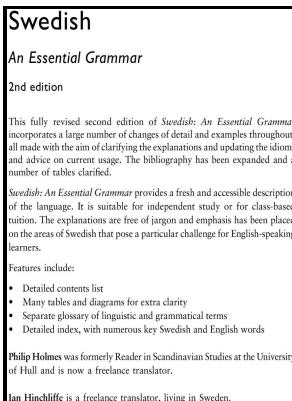 Swedish
An Essential Grammar
2nd edition
This fully revised second edition of Swedish: An Essential Grammar
incorporates a large number of changes of detail and examples throughout,
all made with the aim of clarifying the explanations and updating the idiom
and advice on current usage. The bibliography has been expanded and a
number of tables clarified.
Swedish: An Essential Grammar provides a fresh and accessible description
of the language. It is suitable for independent study or for class-based
tuition. The explanations are free of jargon and emphasis has been placed
on the areas of Swedish that pose a particular challenge for English-speaking
learners.
Features include:
• Detailed contents list
• Many tables and diagrams for extra clarity
• Separate glossary of linguistic and grammatical terms
• Detailed index, with numerous key Swedish and English words
Philip Holmes was formerly Reader in Scandinavian Studies at the University
of Hull and is now a freelance translator.
Ian Hinchliffe is a freelance translator, living in Sweden.